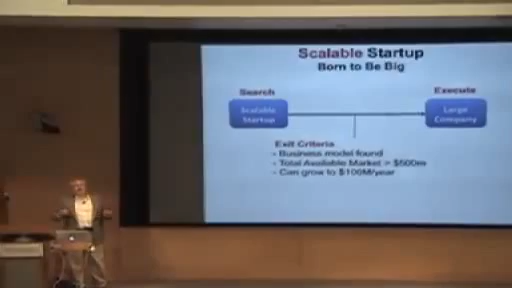 Scalable Startup
Born to Be Big
Search
Execute
Scalable
Startup
Large
Company
Exit Criteria
- Business model found
- Total Available Market > $500m
- Can grow to $100M/year